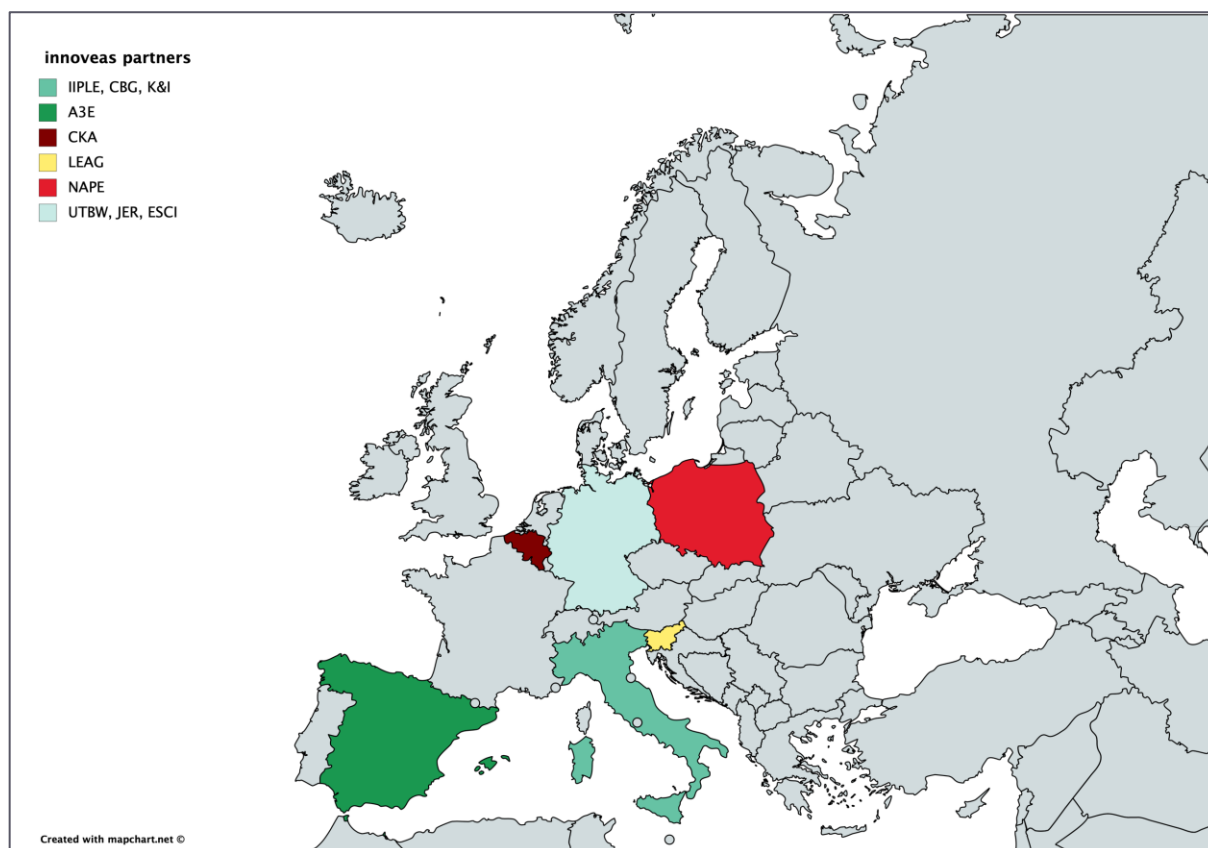 innoveas partners
IIPLE, CBG, K&I
A3E
CKA
LEAG
NAPE
UTBW, JER, ESCI
Created with mapchart.net ©